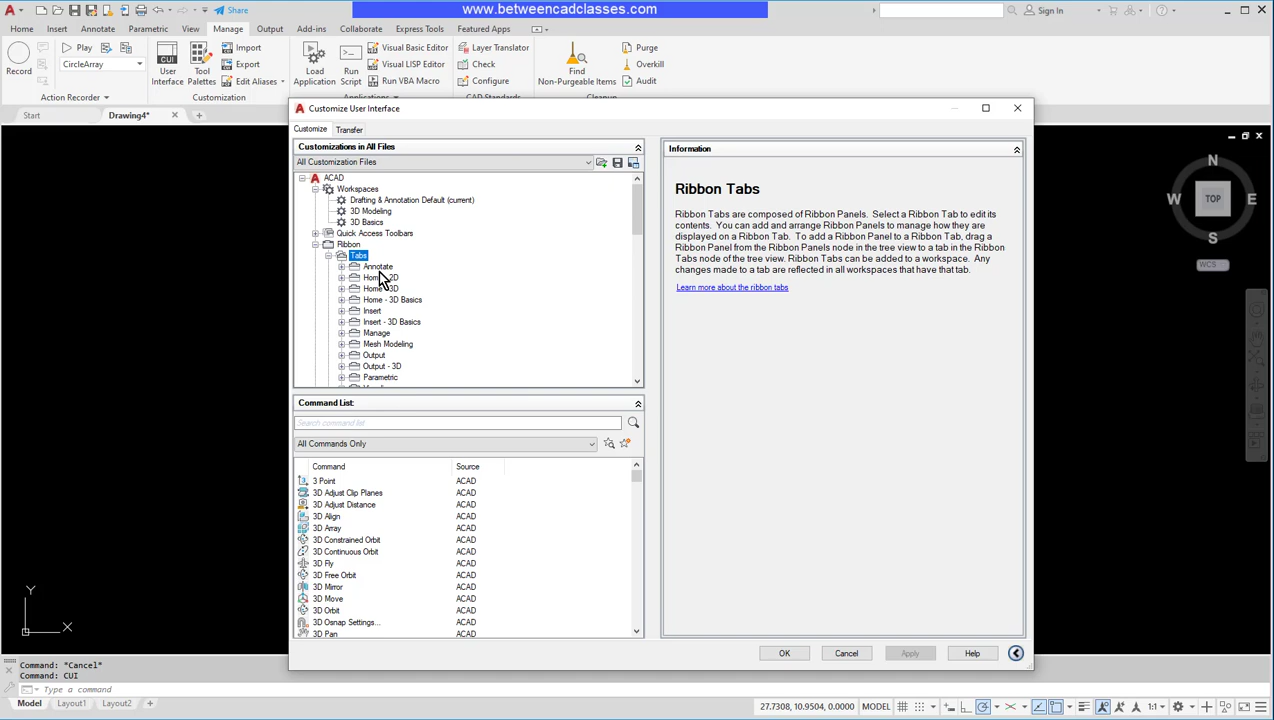 www.betweencadclasses.com
Share
Sign In
Home Insert Annotate Parametric View Manage Output Add-ins Collaborate Express Tools Featured Apps
Play
CircleArray
Record
Action Recorder
CUI
User
Interface
Tool
Palettes
Import
Export
Edit Aliases
Customization
Load
Application
Run
Script
Visual Basic Editor
Visual LISP Editor
Run VBA Macro
Layer Translator
Check
Configure
CAD Standards
Find
Non-Purgeable Items
Purge
Overkill
Audit
Cleanup
Start
Drawing4*
Customize User Interface
Customize Transfer
Customizations in All Files
All Customization Files
ACAD
Workspaces
Drafting & Annotation Default (current)
3D Modeling
3D Basics
Quick Access Toolbars
Ribbon
Tabs
Annotate
Home - 2D
Home - 3D
Home - 3D Basics
Insert
Insert - 3D Basics
Manage
Mesh Modeling
Output
Output - 3D
Parametric
Command List:
Search command list
All Commands Only
Command Source
3 Point ACAD
3D Adjust Clip Planes ACAD
3D Adjust Distance ACAD
3D Align ACAD
3D Array ACAD
3D Constrained Orbit ACAD
3D Continuous Orbit ACAD
3D Fly ACAD
3D Free Orbit ACAD
3D Mirror ACAD
3D Move ACAD
3D Orbit ACAD
3D Osnap Settings... ACAD
3D Pan ACAD
Information
Ribbon Tabs
Ribbon Tabs are composed of Ribbon Panels. Select a Ribbon Tab to edit its
contents. You can add and arrange Ribbon Panels to manage how they are
displayed on a Ribbon Tab. To add a Ribbon Panel to a Ribbon Tab, drag a
Ribbon Panel from the Ribbon Panels node in the tree view to a tab in the Ribbon
Tabs node of the tree view. Ribbon Tabs can be added to a workspace. Any
changes made to a tab are reflected in all workspaces that have that tab.
Learn more about the ribbon tabs
OK Cancel Apply Help
N
W TOP E
S
WCS
Y
X
Command: *Cancel*
Command: CUI
Type a command
Model Layout1 Layout2
27.7308, 10.9504, 0.0000 MODEL
1:1